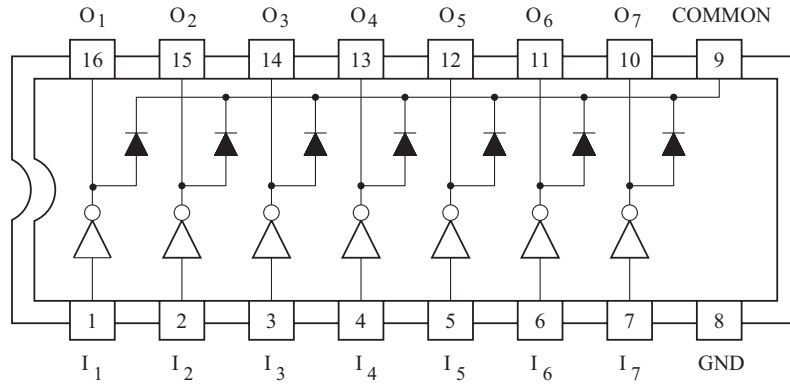 O1 O2 O3 O4 O5 O6 O7 COMMON
16 15 14 13 12 11 10 9
1 2 3 4 5 6 7 8
I1 I2 I3 I4 I5 I6 I7 GND